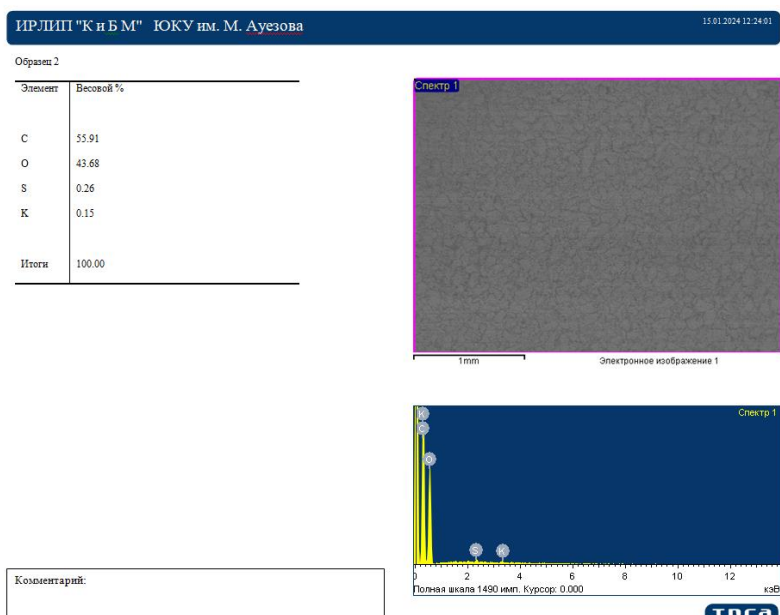 ИРЛИП "К и Б М" ЮКУ им. М. Ауезова
15.01.2024 12:24:01
Образец 2
Элемент Весовой %
C 55.91
O 43.68
S 0.26
K 0.15
Итоги 100.00
Спектр 1
1mm Электронное изображение 1
Спектр 1
K
C
O
S K
0 2 4 6 8 10 12
Полная шкала 1490 имп. Курсор: 0.000 кэВ
Комментарий: